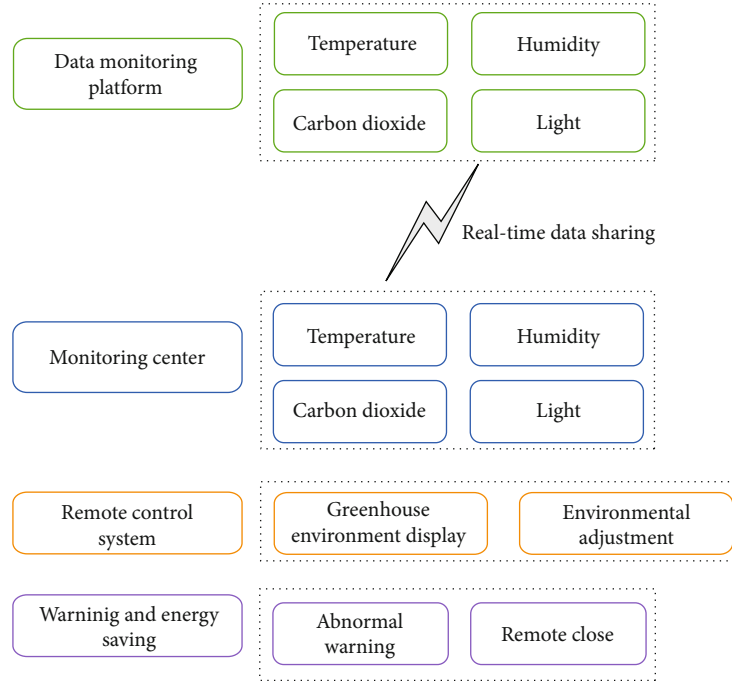 Data monitoring
platform
Temperature
Humidity
Carbon dioxide
Light
Real-time data sharing
Monitoring center
Temperature
Humidity
Carbon dioxide
Light
Remote control
system
Greenhouse
environment display
Environmental
adjustment
Warninig and energy
saving
Abnormal
warning
Remote close